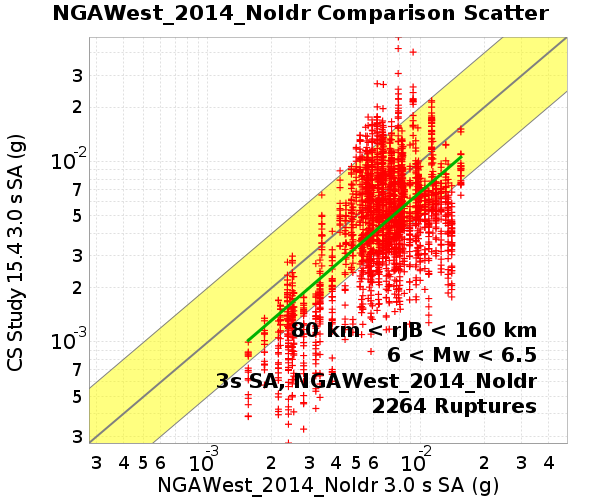 NGAWest_2014_NoIdr Comparison Scatter
CS Study 15.4 3.0 s SA (g)
3
2
10-2
7
5
3
2
10-3
7
5
3
80 km < rJB < 160 km
6 < Mw < 6.5
3s SA, NGAWest_2014_NoIdr
2264 Ruptures
3 4 5 6 10-3 2 3 4 5 6 10-2 2 3 4
NGAWest_2014_NoIdr 3.0 s SA (g)